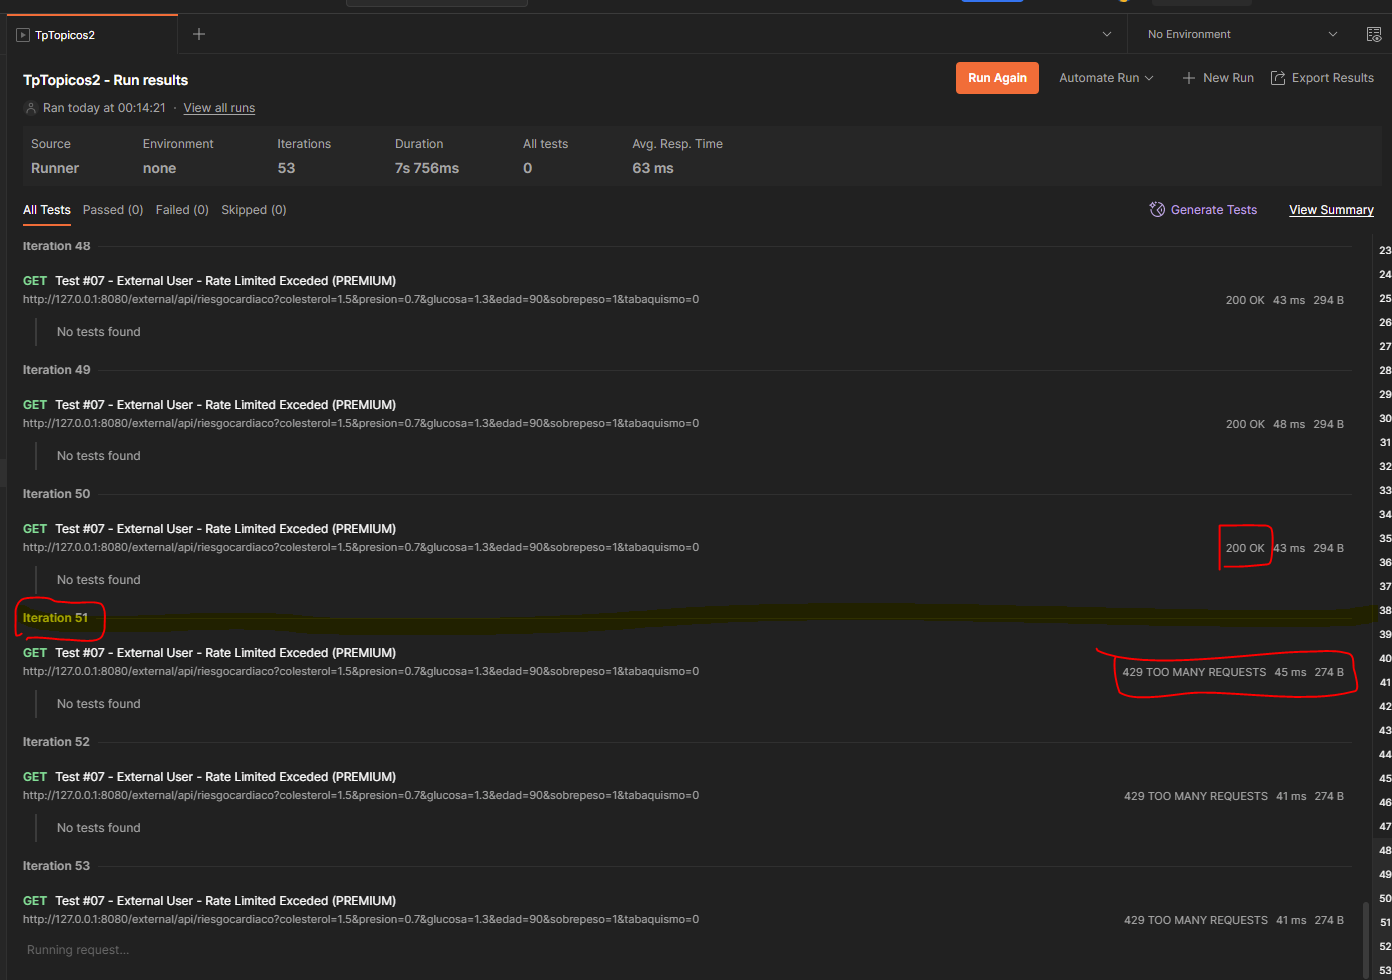 TpTopicos2
No Environment
TpTopicos2 - Run results
Run Again
Automate Run
New Run
Export Results
Ran today at 00:14:21 · View all runs
Source Environment Iterations Duration All tests Avg. Resp. Time
Runner none 53 7s 756ms 0 63 ms
All Tests Passed (0) Failed (0) Skipped (0)
Generate Tests
View Summary
Iteration 48
GET Test #07 - External User - Rate Limited Exceded (PREMIUM)
http://127.0.0.1:8080/external/api/riesgocardiaco?colesterol=1.5&presion=0.7&glucosa=1.3&edad=90&sobrepeso=1&tabaquismo=0
200 OK 43 ms 294 B
No tests found
Iteration 49
GET Test #07 - External User - Rate Limited Exceded (PREMIUM)
http://127.0.0.1:8080/external/api/riesgocardiaco?colesterol=1.5&presion=0.7&glucosa=1.3&edad=90&sobrepeso=1&tabaquismo=0
200 OK 48 ms 294 B
No tests found
Iteration 50
GET Test #07 - External User - Rate Limited Exceded (PREMIUM)
http://127.0.0.1:8080/external/api/riesgocardiaco?colesterol=1.5&presion=0.7&glucosa=1.3&edad=90&sobrepeso=1&tabaquismo=0
200 OK 43 ms 294 B
No tests found
Iteration 51
GET Test #07 - External User - Rate Limited Exceded (PREMIUM)
http://127.0.0.1:8080/external/api/riesgocardiaco?colesterol=1.5&presion=0.7&glucosa=1.3&edad=90&sobrepeso=1&tabaquismo=0
429 TOO MANY REQUESTS 45 ms 274 B
No tests found
Iteration 52
GET Test #07 - External User - Rate Limited Exceded (PREMIUM)
http://127.0.0.1:8080/external/api/riesgocardiaco?colesterol=1.5&presion=0.7&glucosa=1.3&edad=90&sobrepeso=1&tabaquismo=0
429 TOO MANY REQUESTS 41 ms 274 B
No tests found
Iteration 53
GET Test #07 - External User - Rate Limited Exceded (PREMIUM)
http://127.0.0.1:8080/external/api/riesgocardiaco?colesterol=1.5&presion=0.7&glucosa=1.3&edad=90&sobrepeso=1&tabaquismo=0
429 TOO MANY REQUESTS 41 ms 274 B
Running request...
23
24
25
26
27
28
29
30
31
32
33
34
35
36
37
38
39
40
41
42
43
44
45
46
47
48
49
50
51
52
53